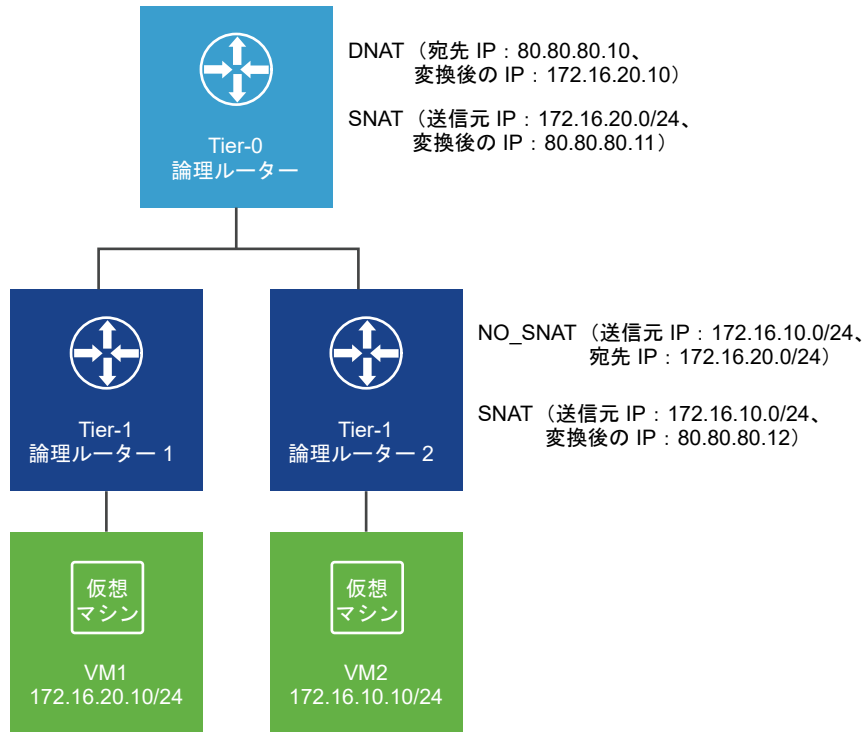 DNAT（宛先 IP：80.80.80.10、
変換後の IP：172.16.20.10）
SNAT（送信元 IP：172.16.20.0/24、
変換後の IP：80.80.80.11）
Tier-0
論理ルーター
NO_SNAT（送信元 IP：172.16.10.0/24、
宛先 IP：172.16.20.0/24）
SNAT（送信元 IP：172.16.10.0/24、
変換後の IP：80.80.80.12）
Tier-1
論理ルーター 1
Tier-1
論理ルーター 2
仮想
マシン
VM1
172.16.20.10/24
仮想
マシン
VM2
172.16.10.10/24